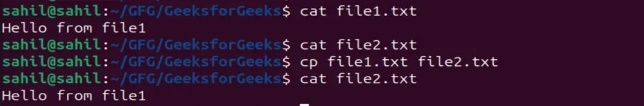 sahil@sahil:~/GFG/GeeksforGeeks$ cat file1.txt
Hello from file1
sahil@sahil:~/GFG/GeeksforGeeks$ cat file2.txt
sahil@sahil:~/GFG/GeeksforGeeks$ cp file1.txt file2.txt
sahil@sahil:~/GFG/GeeksforGeeks$ cat file2.txt
Hello from file1